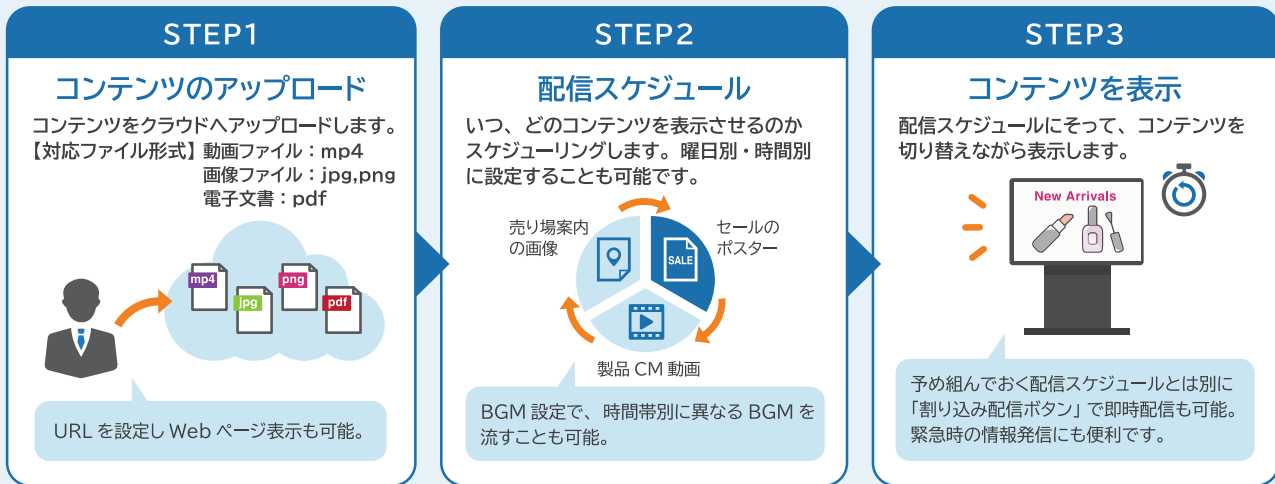 STEP1
コンテンツのアップロード
コンテンツをクラウドへアップロードします。
【対応ファイル形式】動画ファイル：mp4
画像ファイル：jpg,png
電子文書：pdf
mp4
jpg
png
pdf
URL を設定し Web ページ表示も可能。
STEP2
配信スケジュール
いつ、どのコンテンツを表示させるのか
スケジューリングします。曜日別・時間別
に設定することも可能です。
売り場案内
の画像
セールの
ポスター
SALE
製品 CM 動画
BGM 設定で、時間帯別に異なる BGM を
流すことも可能。
STEP3
コンテンツを表示
配信スケジュールにそって、コンテンツを
切り替えながら表示します。
New Arrivals
予め組んでおく配信スケジュールとは別に
「割り込み配信ボタン」で即時配信も可能。
緊急時の情報発信にも便利です。